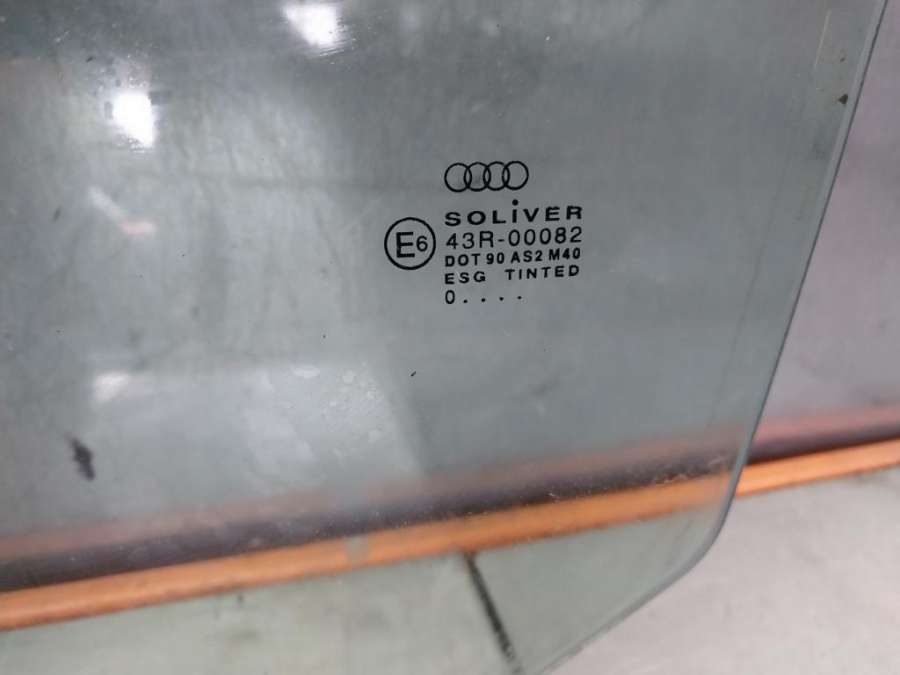 SOLiVER
E6 43R-00082
DOT 90 AS2 M40
ESG TINTED
0....